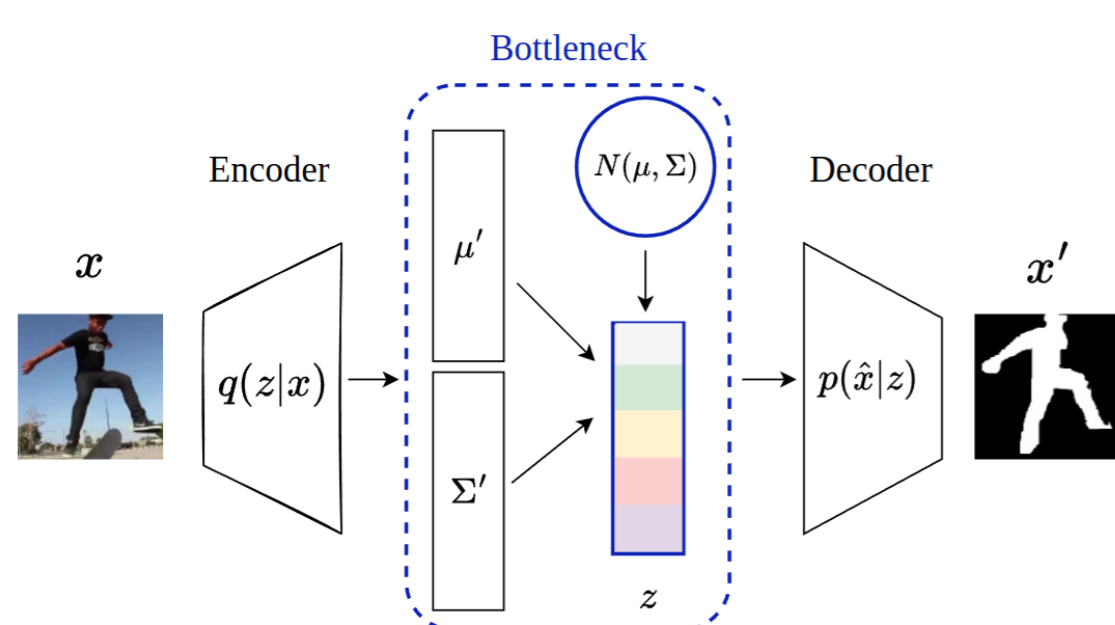 Bottleneck
Encoder
N(μ, Σ)
Decoder
x
μ′
x′
q(z|x)
p(x̂|z)
Σ′
z